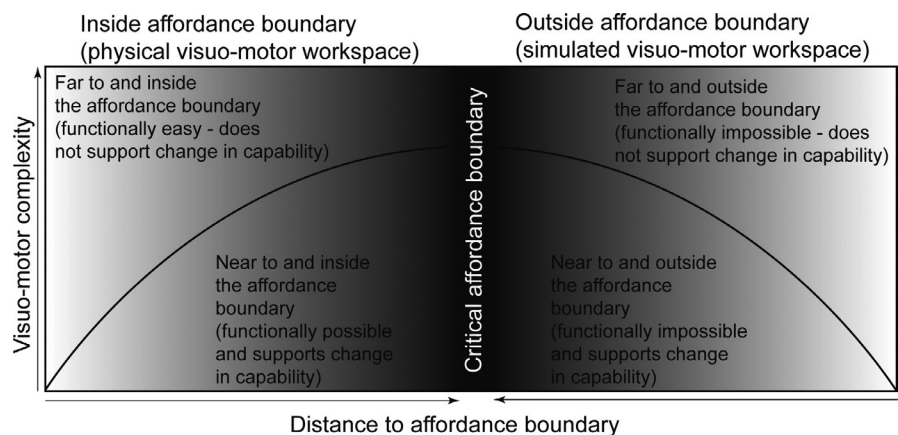 Inside affordance boundary
(physical visuo-motor workspace)
Outside affordance boundary
(simulated visuo-motor workspace)
Visuo-motor complexity
Far to and inside
the affordance boundary
(functionally easy - does
not support change in capability)
Near to and inside
the affordance
boundary
(functionally possible
and supports change
in capability)
Critical affordance boundary
Far to and outside
the affordance boundary
(functionally impossible - does
not support change in capability)
Near to and outside
the affordance
boundary
(functionally impossible
and supports change
in capability)
Distance to affordance boundary